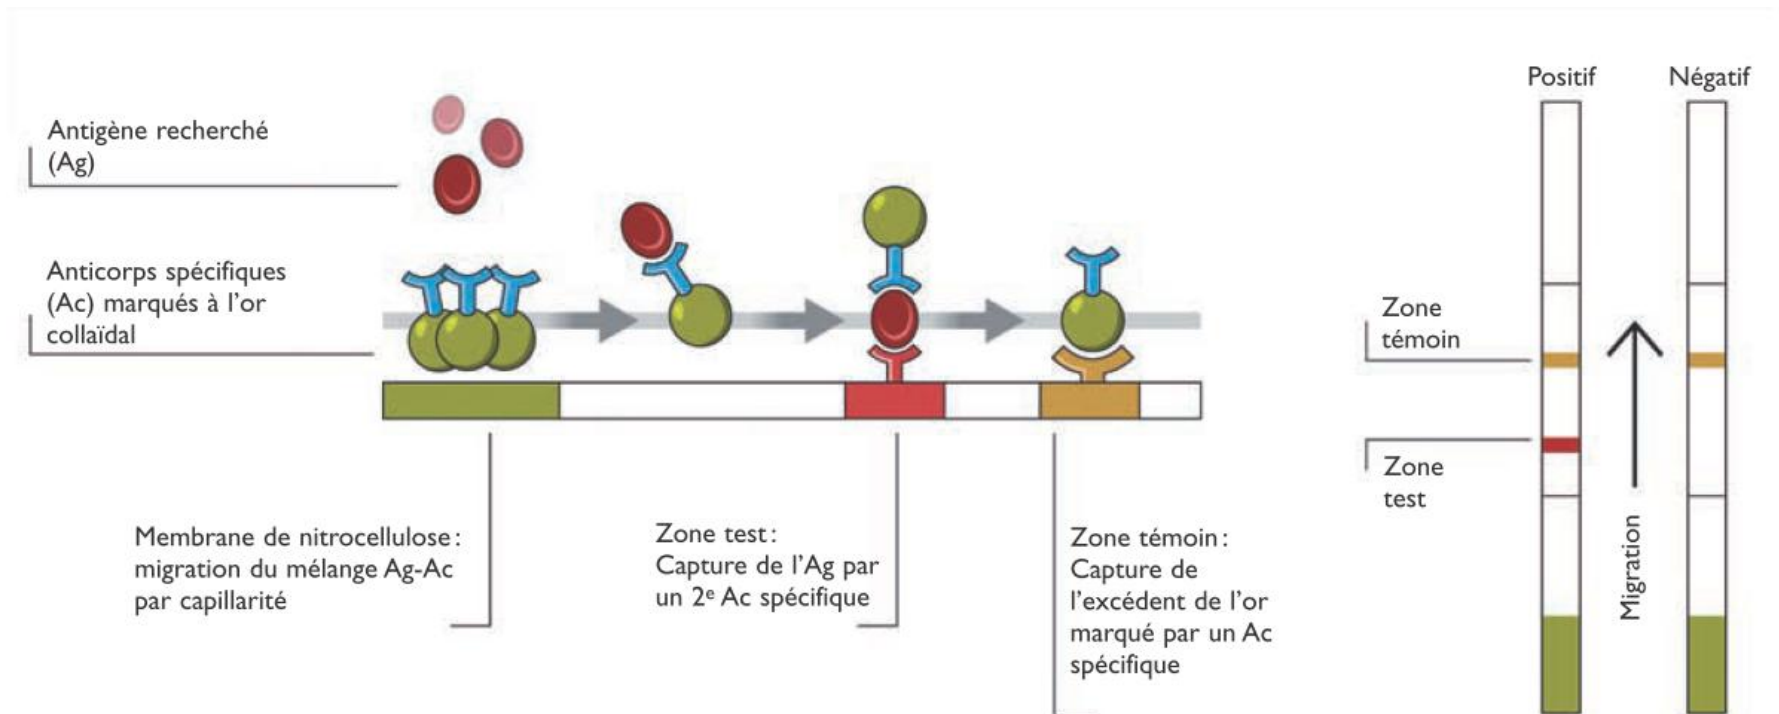 Antigène recherché
(Ag)
Anticorps spécifiques
(Ac) marqués à l'or
collaïdal
Membrane de nitrocellulose :
migration du mélange Ag-Ac
par capillarité
Zone test :
Capture de l'Ag par
un 2e Ac spécifique
Zone témoin :
Capture de
l'excédent de l'or
marqué par un Ac
spécifique
Positif
Négatif
Zone
témoin
Zone
test
Migration